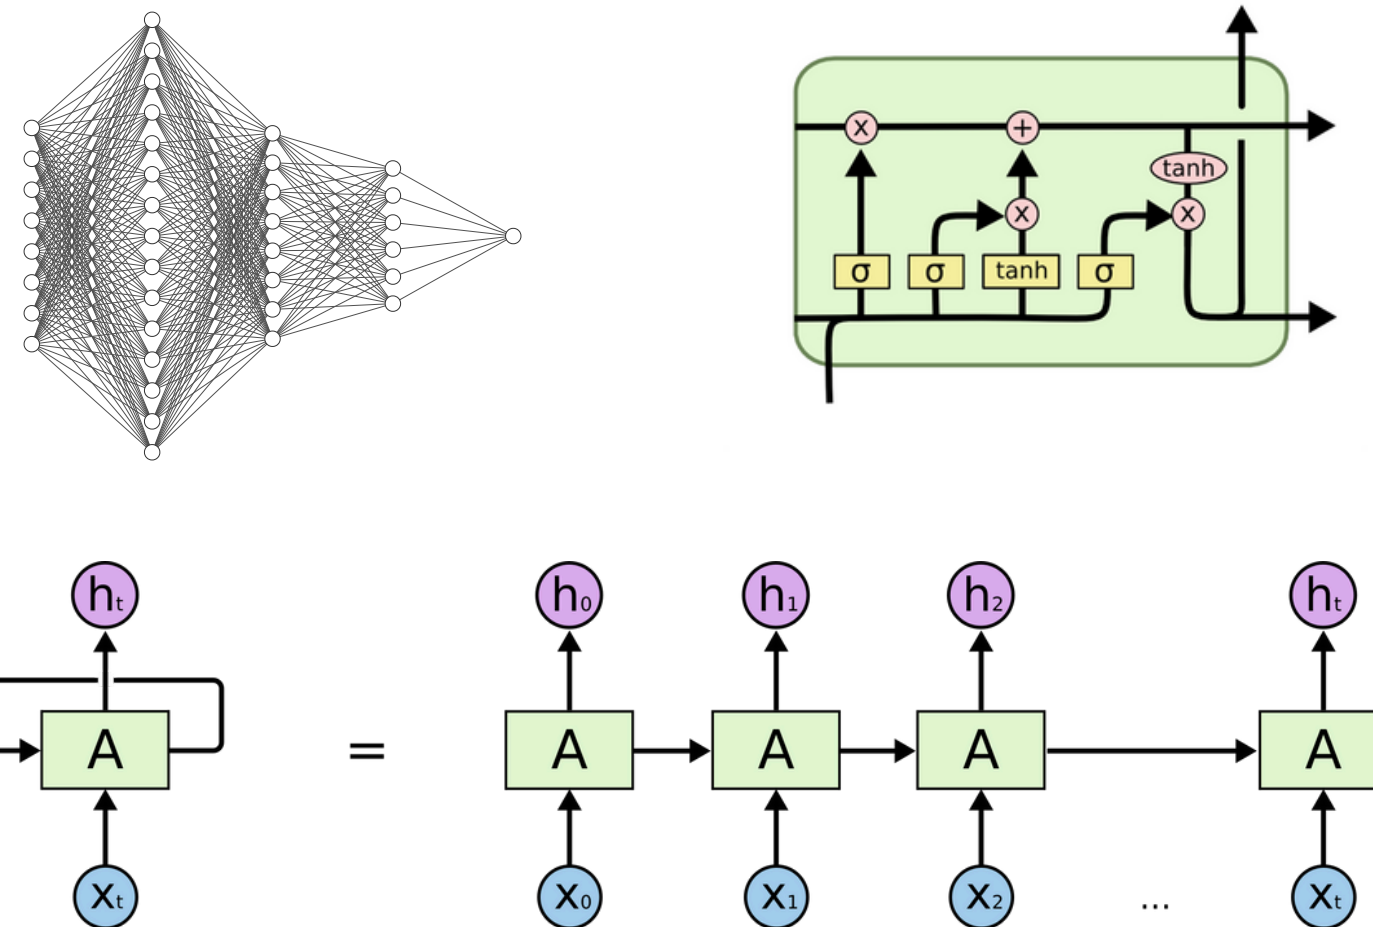 x +
tanh
x x
σ σ tanh σ
ht h0 h1 h2 ht
A = A A A A
xt x0 x1 x2 ... xt